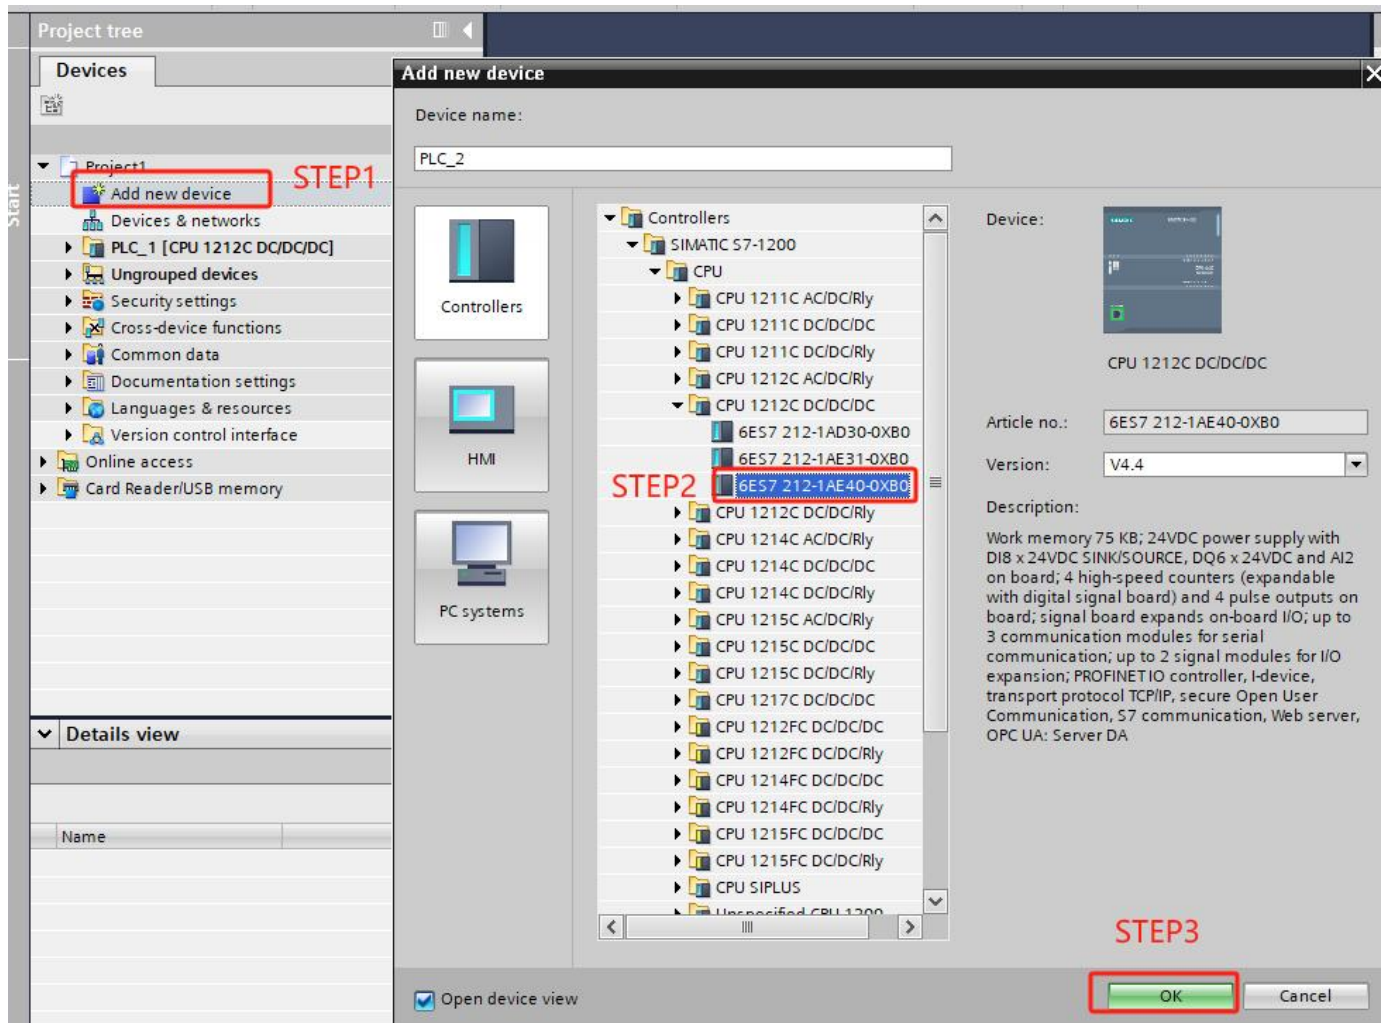 Project tree
Devices
Start
Project1
STEP1
Add new device
Devices & networks
PLC_1 [CPU 1212C DC/DC/DC]
Ungrouped devices
Security settings
Cross-device functions
Common data
Documentation settings
Languages & resources
Version control interface
Online access
Card Reader/USB memory
Details view
Name
Add new device
Device name:
PLC_2
Controllers
HMI
PC systems
Controllers
SIMATIC S7-1200
CPU
CPU 1211C AC/DC/Rly
CPU 1211C DC/DC/DC
CPU 1211C DC/DC/Rly
CPU 1212C AC/DC/Rly
CPU 1212C DC/DC/DC
6ES7 212-1AD30-0XB0
6ES7 212-1AE31-0XB0
STEP2
6ES7 212-1AE40-0XB0
CPU 1212C DC/DC/Rly
CPU 1214C AC/DC/Rly
CPU 1214C DC/DC/DC
CPU 1214C DC/DC/Rly
CPU 1215C AC/DC/Rly
CPU 1215C DC/DC/DC
CPU 1215C DC/DC/Rly
CPU 1217C DC/DC/DC
CPU 1212FC DC/DC/DC
CPU 1212FC DC/DC/Rly
CPU 1214FC DC/DC/DC
CPU 1214FC DC/DC/Rly
CPU 1215FC DC/DC/DC
CPU 1215FC DC/DC/Rly
CPU SIPLUS
Unspecified CPU 1200
Device:
CPU 1212C DC/DC/DC
Article no.:
6ES7 212-1AE40-0XB0
Version:
V4.4
Description:
Work memory 75 KB; 24VDC power supply with
DI8 x 24VDC SINK/SOURCE, DQ6 x 24VDC and AI2
on board; 4 high-speed counters (expandable
with digital signal board) and 4 pulse outputs on
board; signal board expands on-board I/O; up to
3 communication modules for serial
communication; up to 2 signal modules for I/O
expansion; PROFINET IO controller, I-device,
transport protocol TCP/IP, secure Open User
Communication, S7 communication, Web server,
OPC UA: Server DA
STEP3
Open device view
OK
Cancel